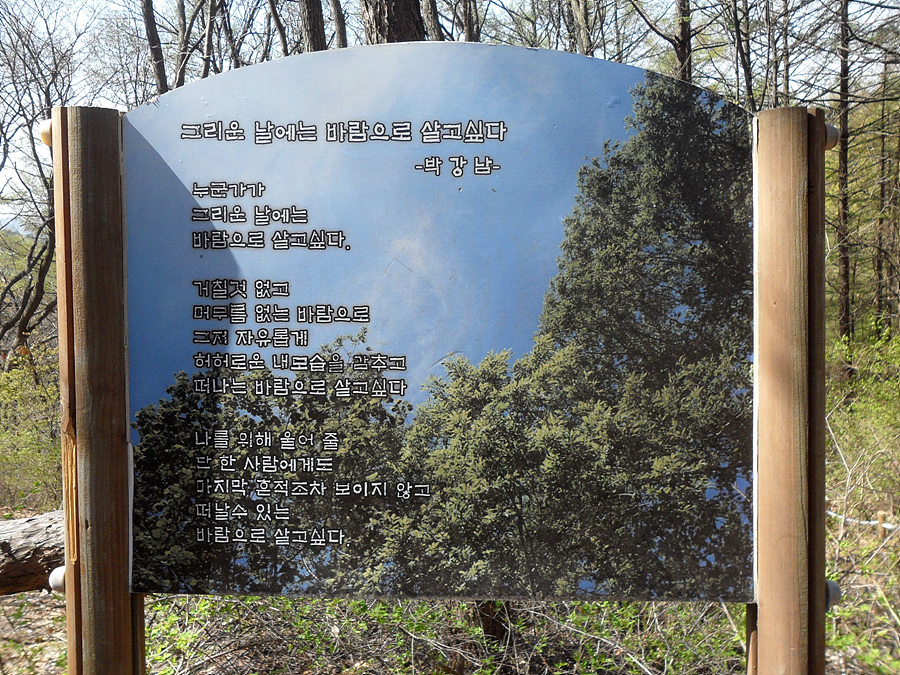 그리운 날에는 바람으로 살고싶다
-박 강 남-
누군가가
그리운 날에는
바람으로 살고싶다.
거칠것 없고
머무름 없는 바람으로
그저 자유롭게
허허로운 내모습을 감추고
떠나는 바람으로 살고싶다
나를 위해 울어 줄
단 한 사람에게도
마지막 흔적조차 보이지 않고
떠날수 있는
바람으로 살고싶다.